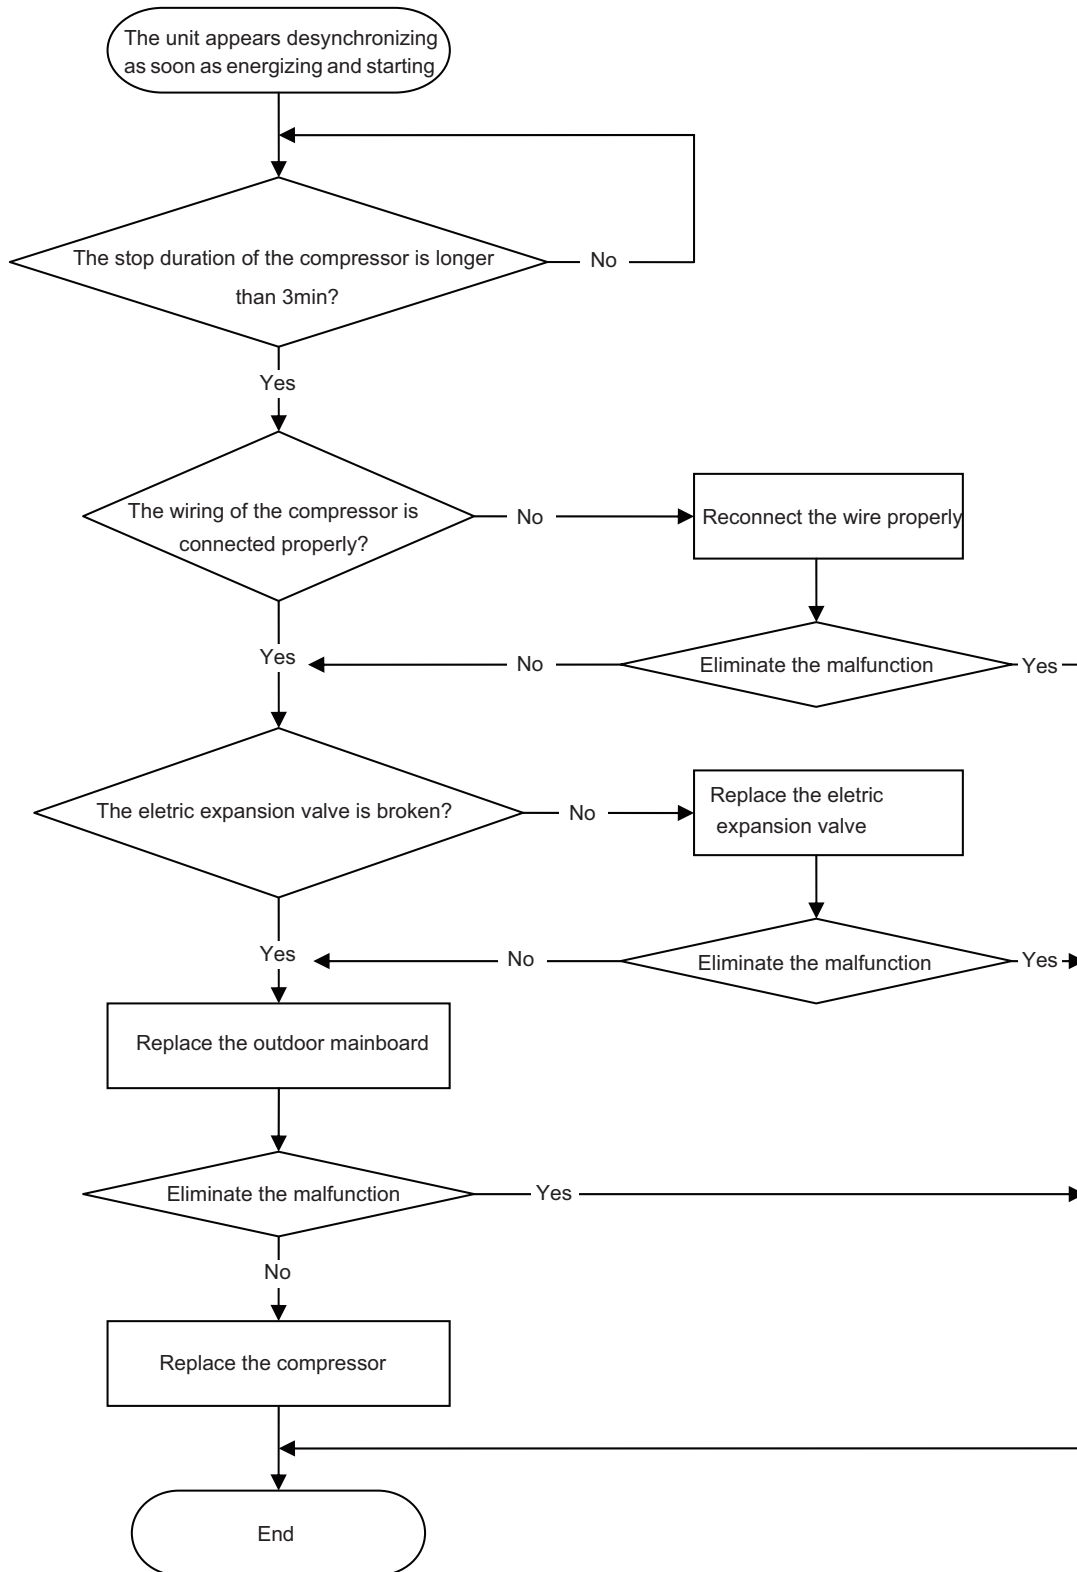 The unit appears desynchronizing
as soon as energizing and starting
The stop duration of the compressor is longer
than 3min?
No
Yes
The wiring of the compressor is
connected properly?
No
Reconnect the wire properly
Yes
No
Eliminate the malfunction
Yes
The eletric expansion valve is broken?
No
Replace the eletric
expansion valve
Yes
No
Eliminate the malfunction
Yes
Replace the outdoor mainboard
Eliminate the malfunction
Yes
No
Replace the compressor
End